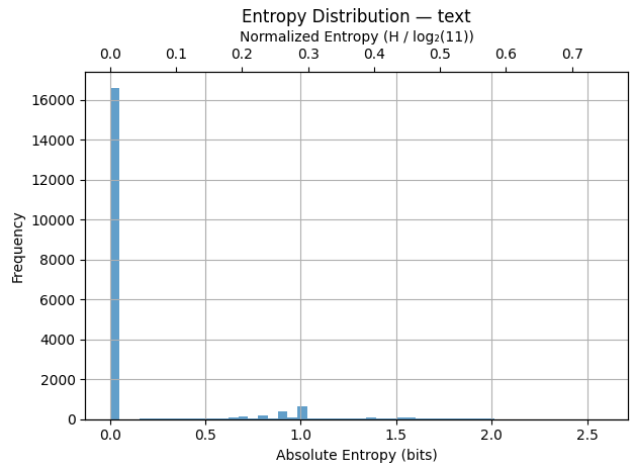 Entropy Distribution — text
Normalized Entropy (H / log₂(11))
0.0 0.1 0.2 0.3 0.4 0.5 0.6 0.7
16000
14000
12000
10000
8000
6000
4000
2000
0
Frequency
0.0 0.5 1.0 1.5 2.0 2.5
Absolute Entropy (bits)